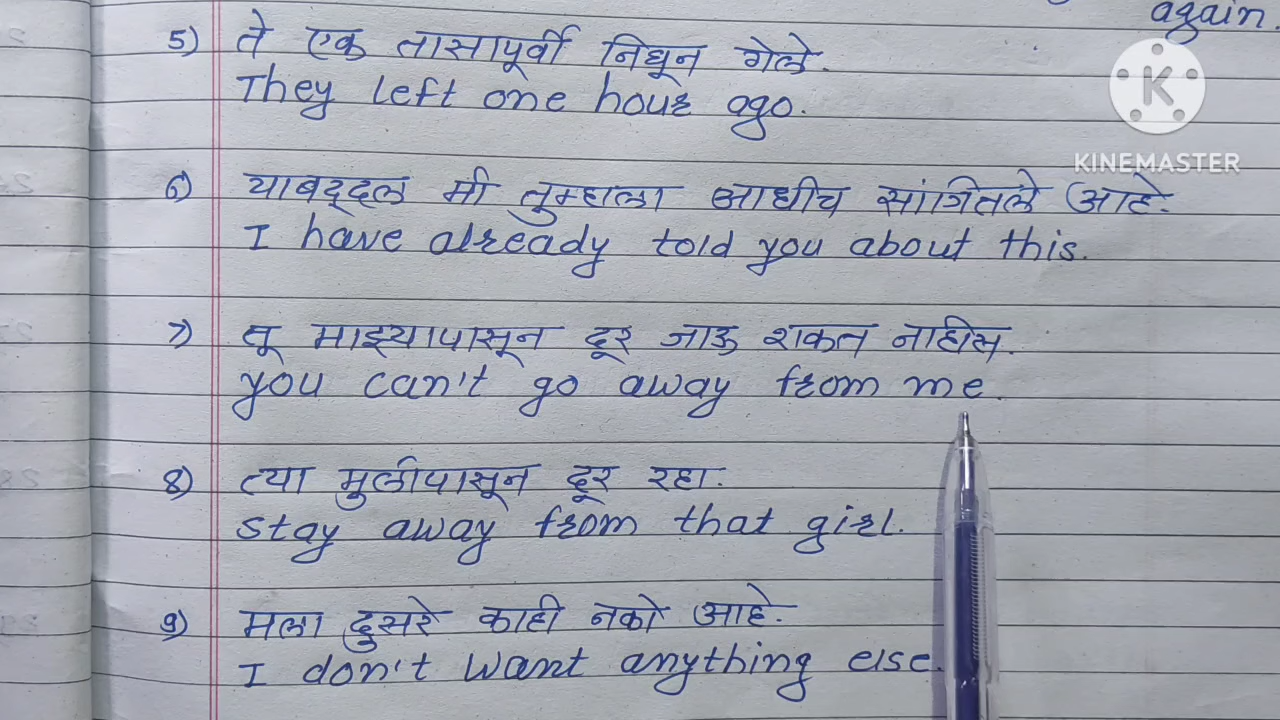 again.
5) ते एक तासापूर्वी निघून गेले.
They left one hour ago.
K
KINEMASTER
6) याबद्दल मी तुम्हाला आधीच सांगितले आहे.
I have already told you about this.
7) तू माझ्यापासून दूर जाऊ शकत नाहीस.
you can't go away from me.
8) त्या मुलीपासून दूर रहा.
stay away from that girl.
9) मला दुसरे काही नको आहे.
I don't want anything else.